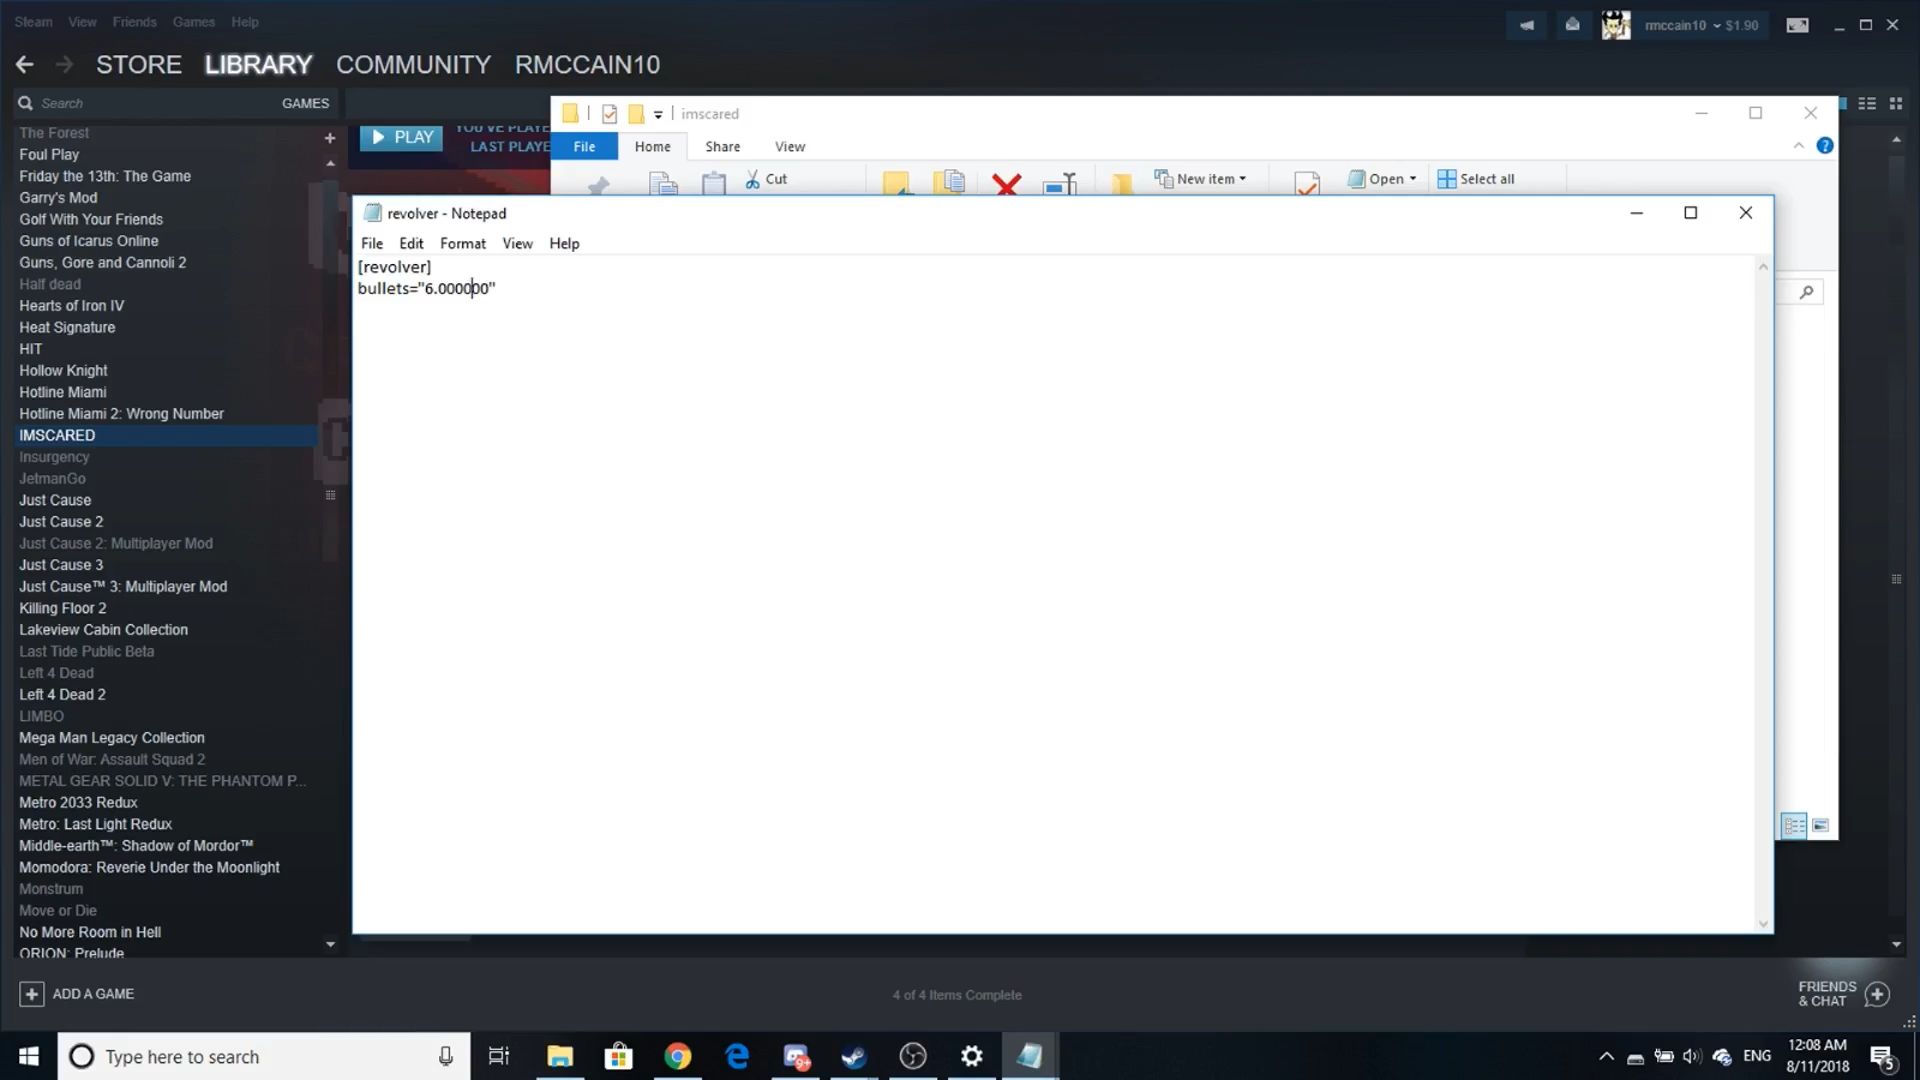 Steam View Friends Games Help
rmccain10 $1.90
STORE LIBRARY COMMUNITY RMCCAIN10
Search GAMES
The Forest
Foul Play
Friday the 13th: The Game
Garry's Mod
Golf With Your Friends
Guns of Icarus Online
Guns, Gore and Cannoli 2
Half dead
Hearts of Iron IV
Heat Signature
HIT
Hollow Knight
Hotline Miami
Hotline Miami 2: Wrong Number
IMSCARED
Insurgency
JetmanGo
Just Cause
Just Cause 2
Just Cause 2: Multiplayer Mod
Just Cause 3
Just Cause™ 3: Multiplayer Mod
Killing Floor 2
Lakeview Cabin Collection
Last Tide Public Beta
Left 4 Dead
Left 4 Dead 2
LIMBO
Mega Man Legacy Collection
Men of War: Assault Squad 2
METAL GEAR SOLID V: THE PHANTOM P...
Metro 2033 Redux
Metro: Last Light Redux
Middle-earth™: Shadow of Mordor™
Momodora: Reverie Under the Moonlight
Monstrum
Move or Die
No More Room in Hell
ORION: Prelude
PLAY
YOU'VE PLAYE
LAST PLAYE
imscared
File Home Share View
Cut New item Open Select all
revolver - Notepad
File Edit Format View Help
[revolver]
bullets="6.000000"
ADD A GAME
4 of 4 Items Complete
FRIENDS
& CHAT
Type here to search
9+
ENG
12:08 AM
8/11/2018
5